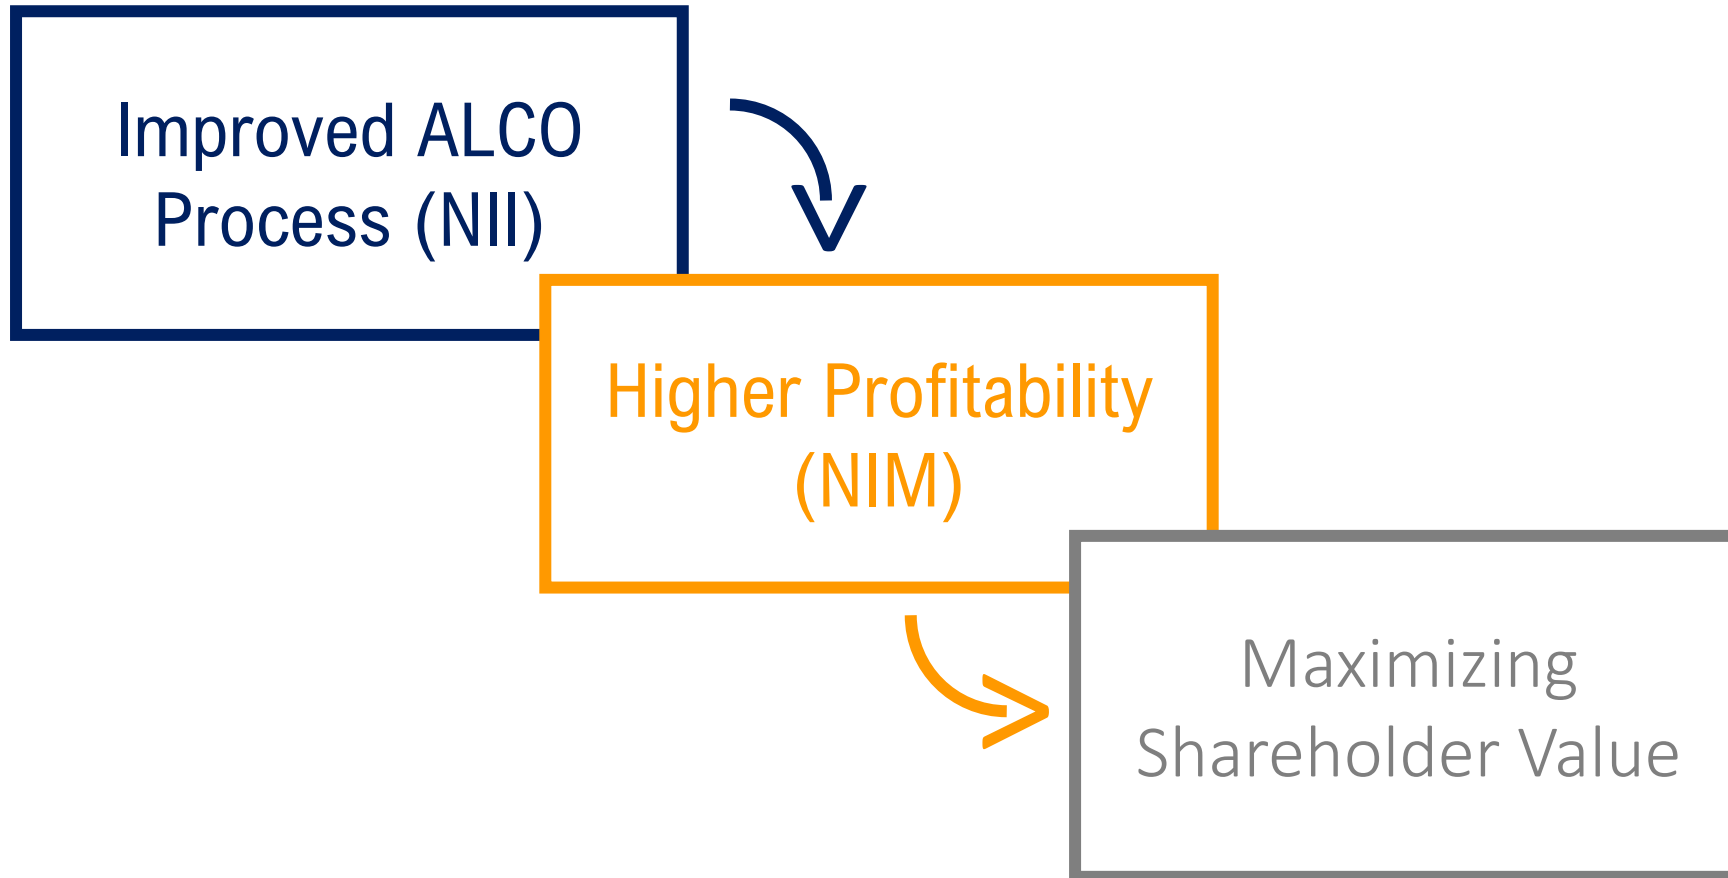 Improved ALCO
Process (NII)
Higher Profitability
(NIM)
Maximizing
Shareholder Value